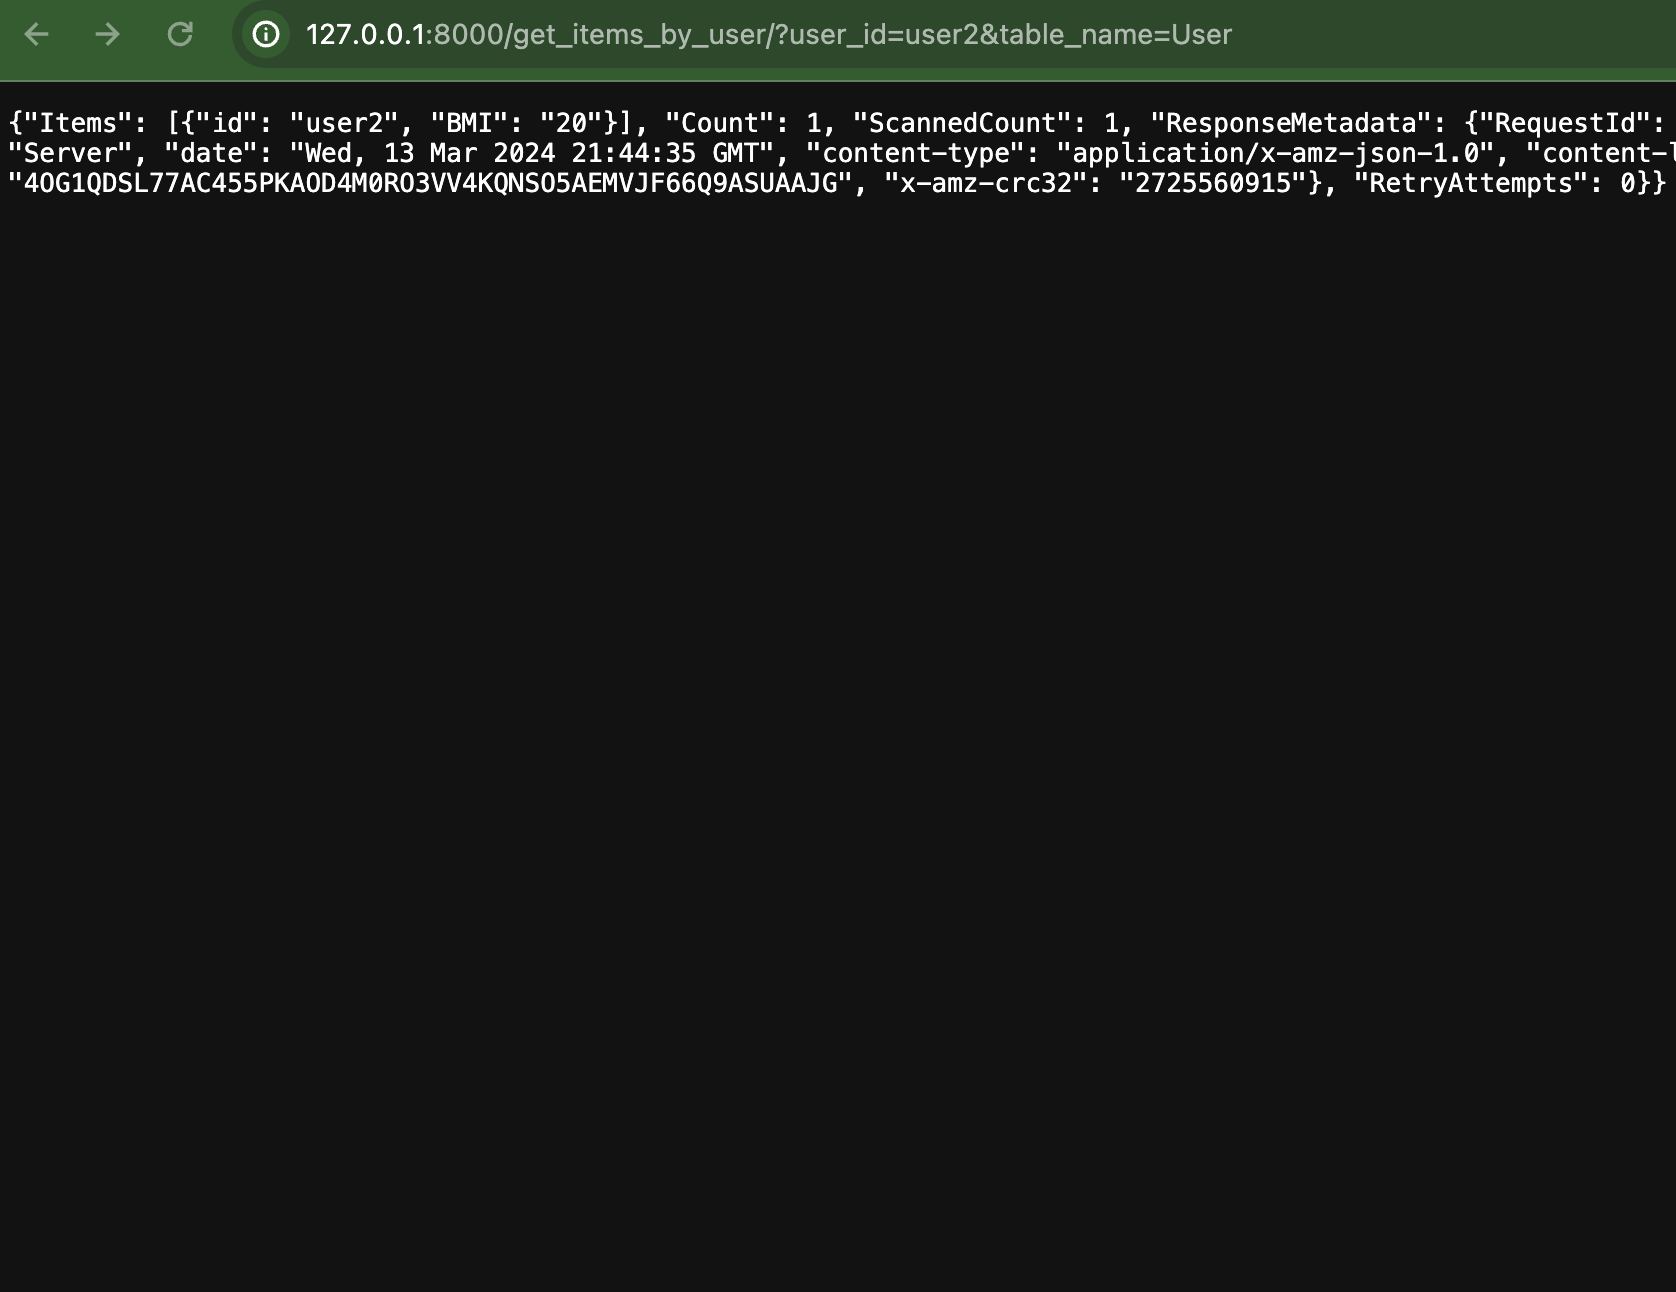 127.0.0.1:8000/get_items_by_user/?user_id=user2&table_name=User
{"Items": [{"id": "user2", "BMI": "20"}], "Count": 1, "ScannedCount": 1, "ResponseMetadata": {"RequestId":
"Server", "date": "Wed, 13 Mar 2024 21:44:35 GMT", "content-type": "application/x-amz-json-1.0", "content-l
"4OG1QDSL77AC455PKAOD4M0RO3VV4KQNSO5AEMVJF66Q9ASUAAJG", "x-amz-crc32": "2725560915"}, "RetryAttempts": 0}}